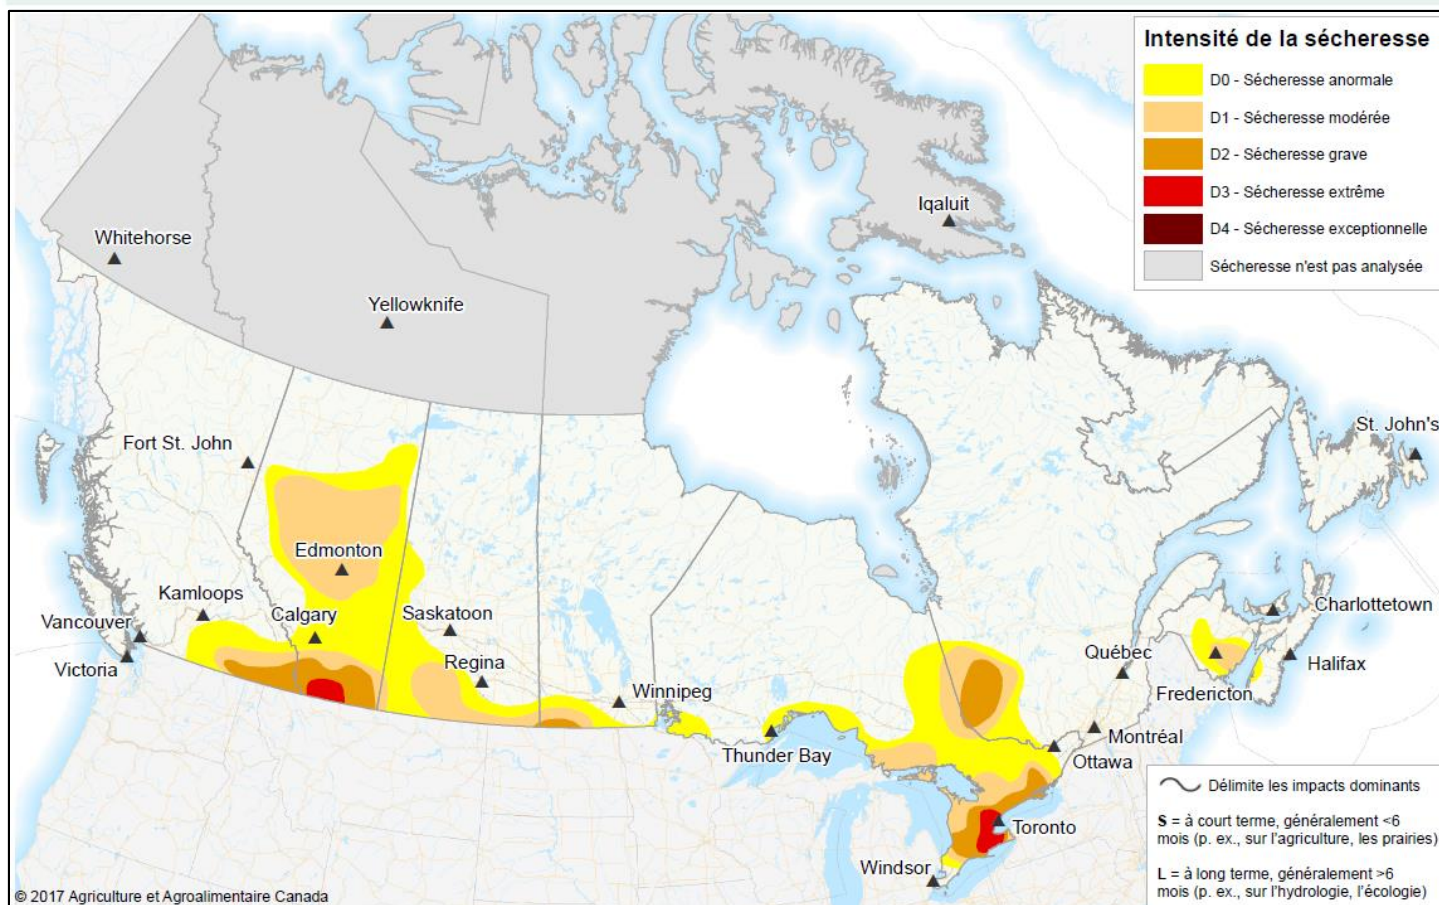 Intensité de la sécheresse
D0 - Sécheresse anormale
D1 - Sécheresse modérée
D2 - Sécheresse grave
D3 - Sécheresse extrême
D4 - Sécheresse exceptionnelle
Sécheresse n'est pas analysée
Iqaluit
Whitehorse
Yellowknife
St. John's
Fort St. John
Edmonton
Kamloops
Calgary
Saskatoon
Vancouver
Victoria
Regina
Winnipeg
Thunder Bay
Charlottetown
Québec
Halifax
Fredericton
Montréal
Ottawa
Toronto
Windsor
Délimite les impacts dominants
S = à court terme, généralement <6
mois (p. ex., sur l'agriculture, les prairies)
L = à long terme, généralement >6
mois (p. ex., sur l'hydrologie, l'écologie)
© 2017 Agriculture et Agroalimentaire Canada